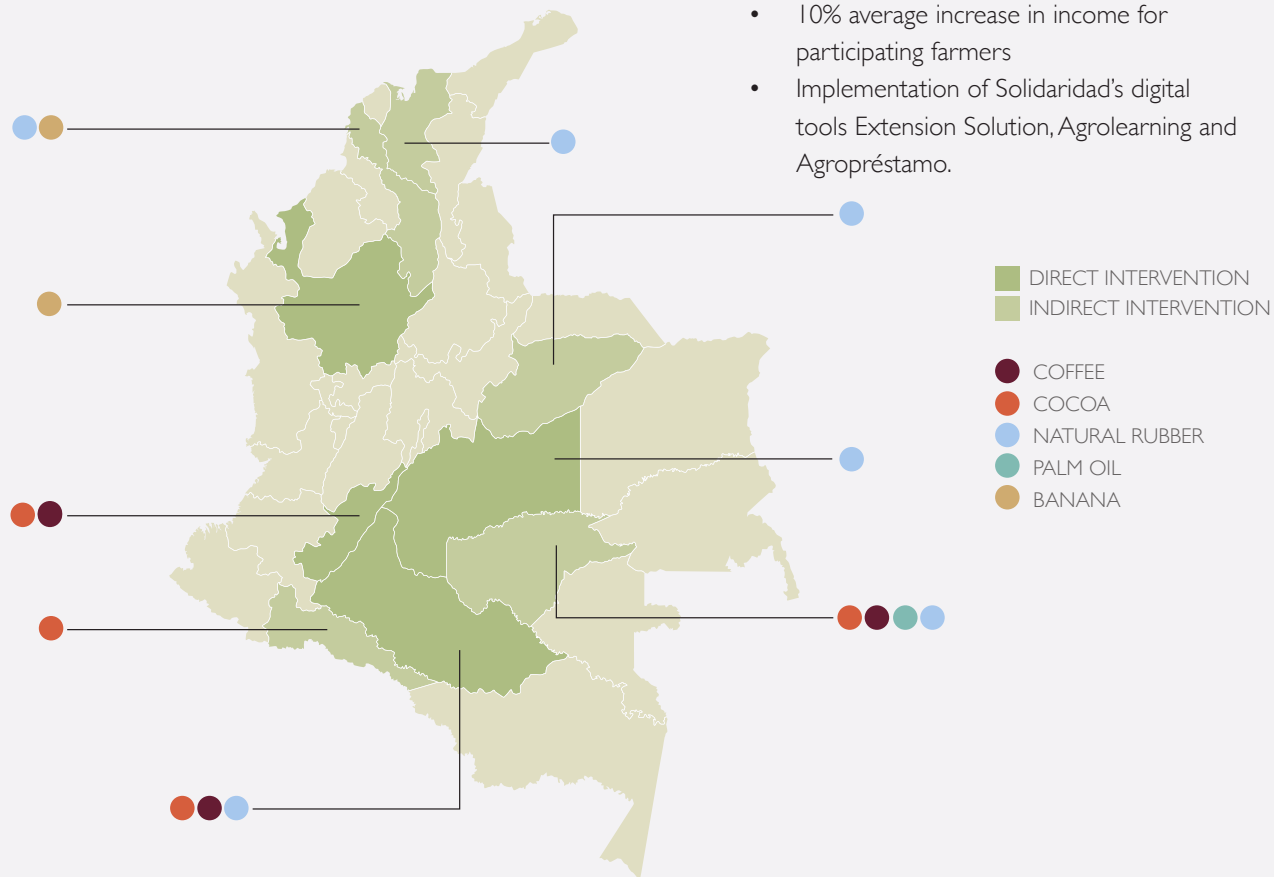 • 10% average increase in income for
participating farmers
• Implementation of Solidaridad’s digital
tools Extension Solution, Agrolearning and
Agropréstamo.
DIRECT INTERVENTION
INDIRECT INTERVENTION
COFFEE
COCOA
NATURAL RUBBER
PALM OIL
BANANA